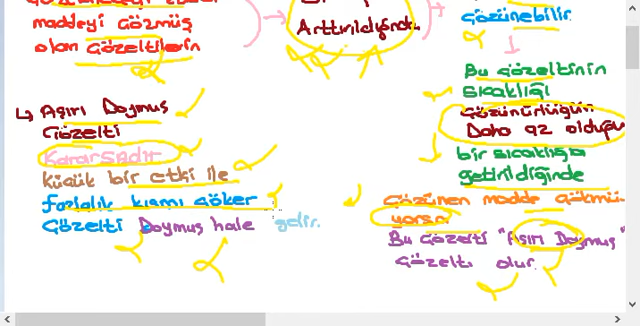 maddeyi çözmüş
olan çözeltilerin
Arttırıldığında
çözünebilir
↳ Aşırı Doymuş
çözelti
Kararsızdır
küçük bir etki ile
fazlalık kısmı çöker
çözelti Doymuş hale gelir.
Bu çözeltinin
sıcaklığı
çözünürlüğün
Daha az olduğu
bir sıcaklığa
getirildiğinde
çözünen madde çökmü-
yorsa
Bu çözelti "Aşırı Doymuş"
çözelti olur.